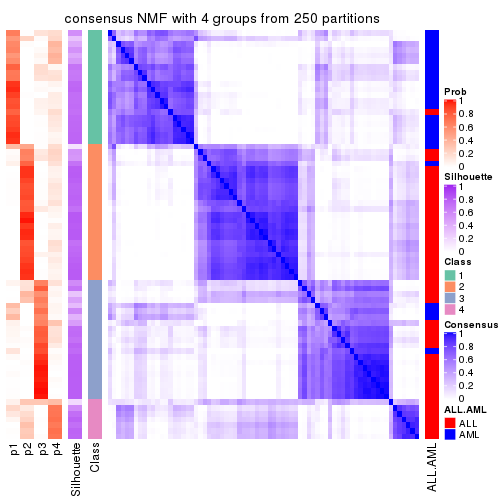 consensus NMF with 4 groups from 250 partitions
Prob
1
0.8
0.6
0.4
0.2
0
Silhouette
1
0.8
0.6
0.4
0.2
0
Class
1
2
3
4
Consensus
1
0.8
0.6
0.4
0.2
0
ALL.AML
ALL
AML
p1
p2
p3
p4
Silhouette
Class
ALL.AML